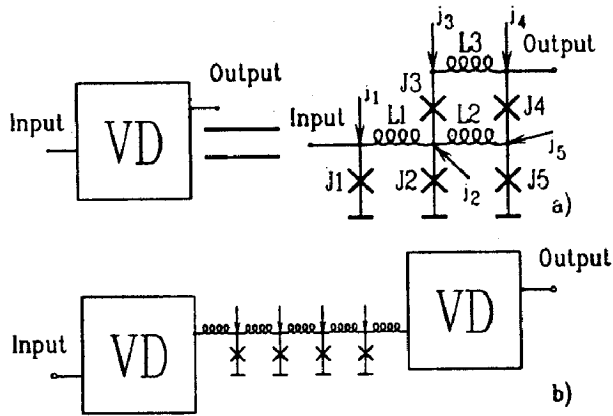 j3 j4
L3 Output
Output
Input VD
j1 J3 J4
Input L1 L2
j5
J1 J2 j2 J5
a)
Output
VD
Input VD
b)